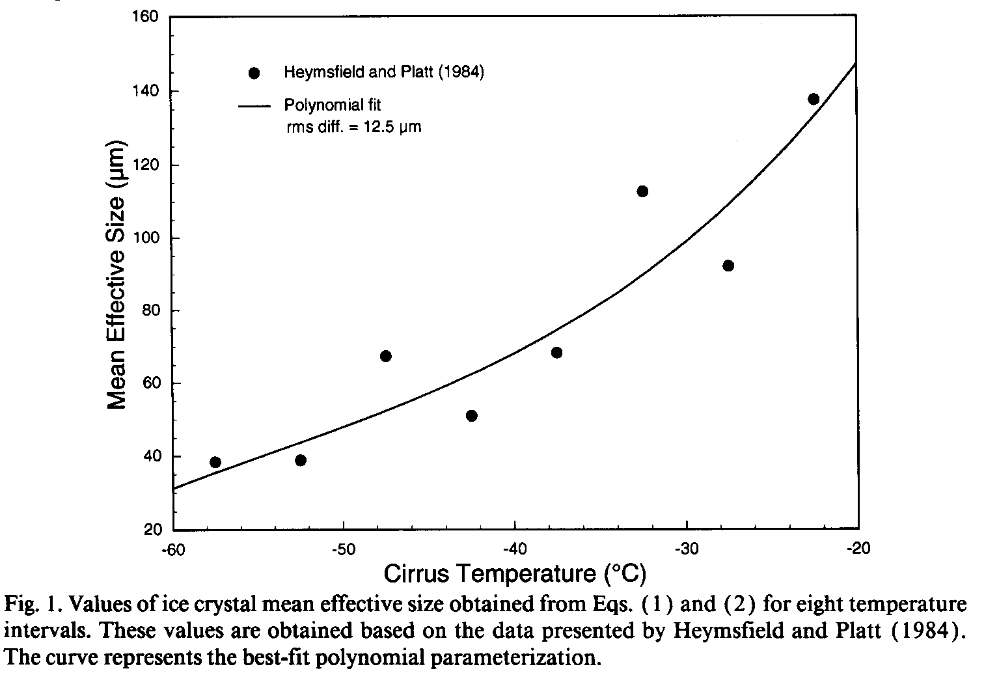 160
140
120
100
80
60
40
20
Mean Effective Size (μm)
Heymsfield and Platt (1984)
Polynomial fit
rms diff. = 12.5 μm
-60 -50 -40 -30 -20
Cirrus Temperature (°C)
Fig. 1. Values of ice crystal mean effective size obtained from Eqs. (1) and (2) for eight temperature
intervals. These values are obtained based on the data presented by Heymsfield and Platt (1984).
The curve represents the best-fit polynomial parameterization.